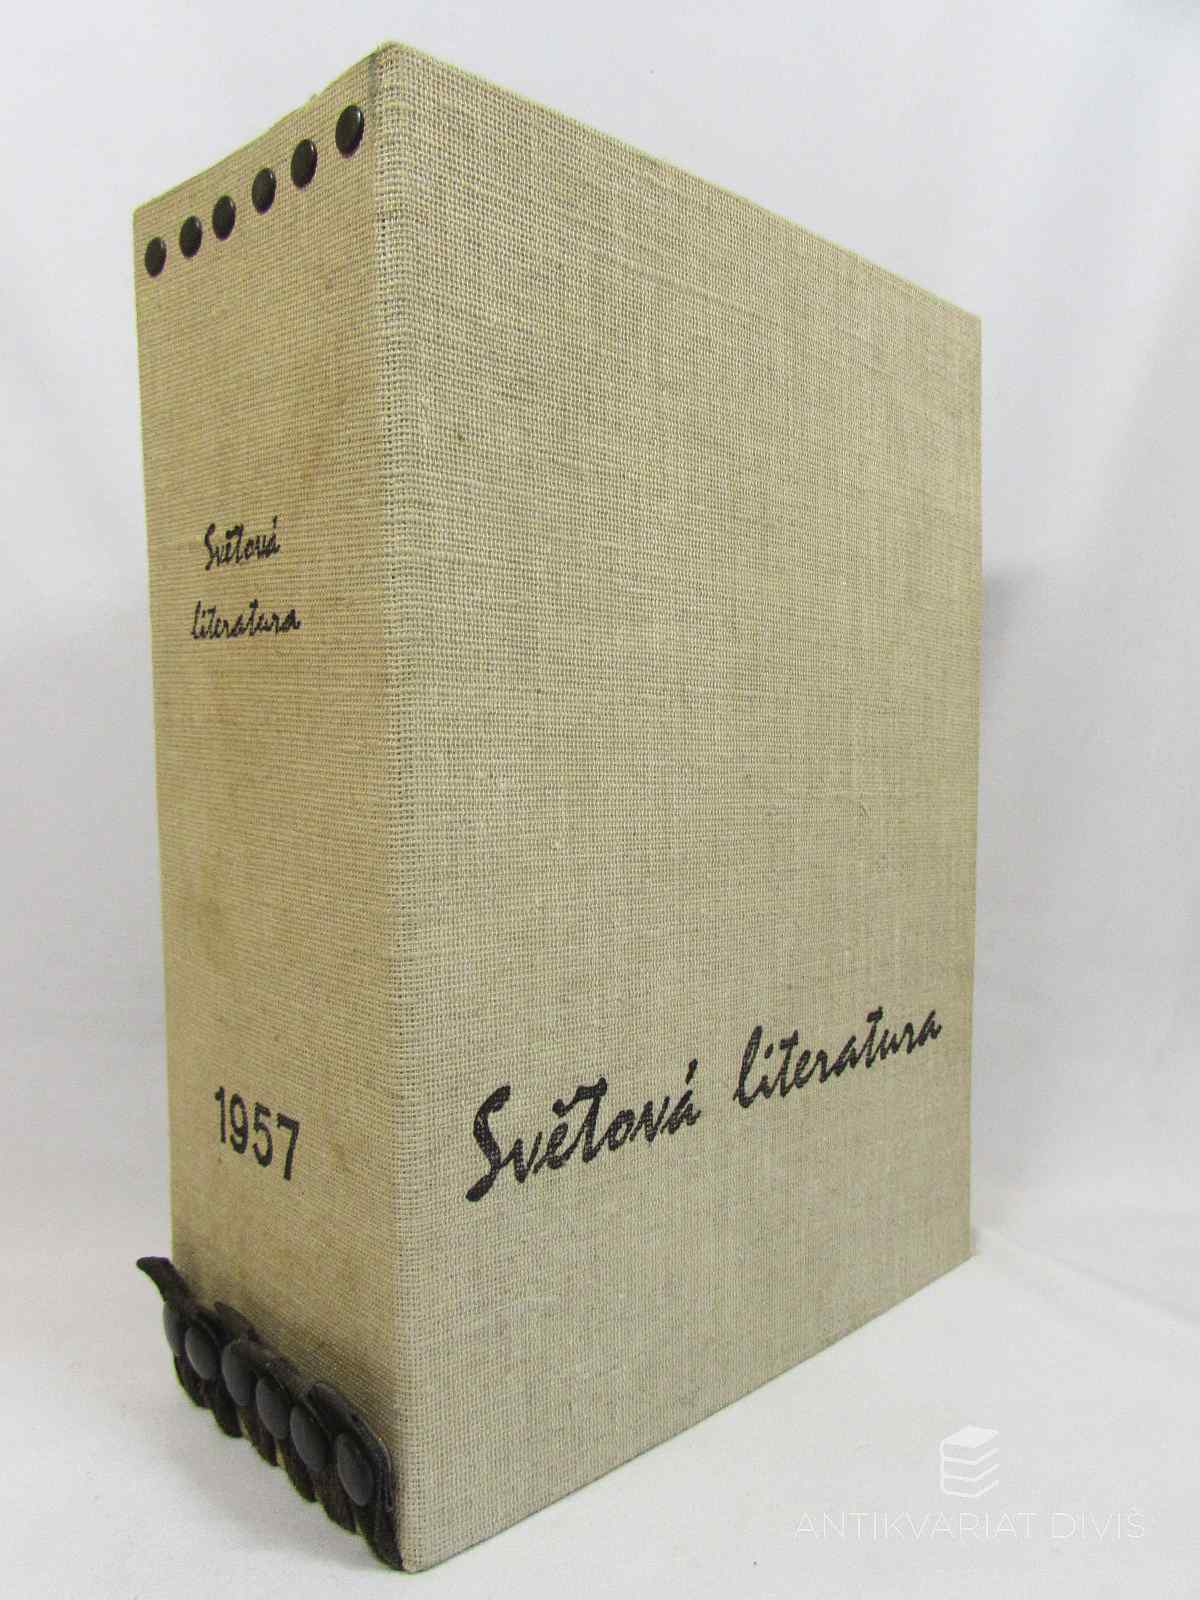 Světová
literatura
1957
Světová literatura
ANTIKVARIAT DIVIŠ